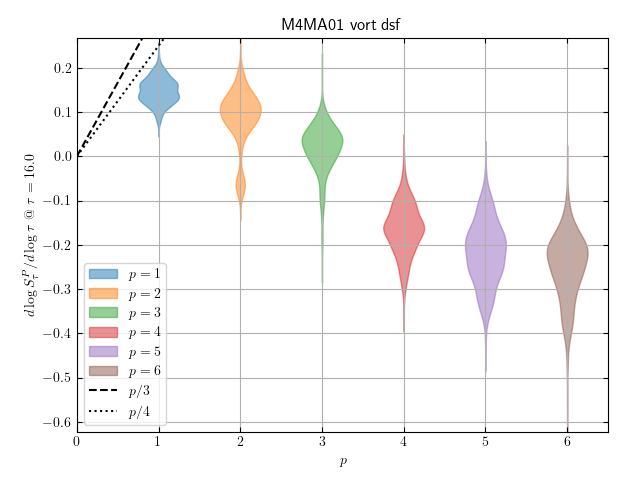 M4MA01 vort dsf
d log S_τ^P / d log τ @ τ = 16.0
0.2
0.1
0.0
−0.1
−0.2
−0.3
−0.4
−0.5
−0.6
p = 1
p = 2
p = 3
p = 4
p = 5
p = 6
p/3
p/4
0 1 2 3 4 5 6
p